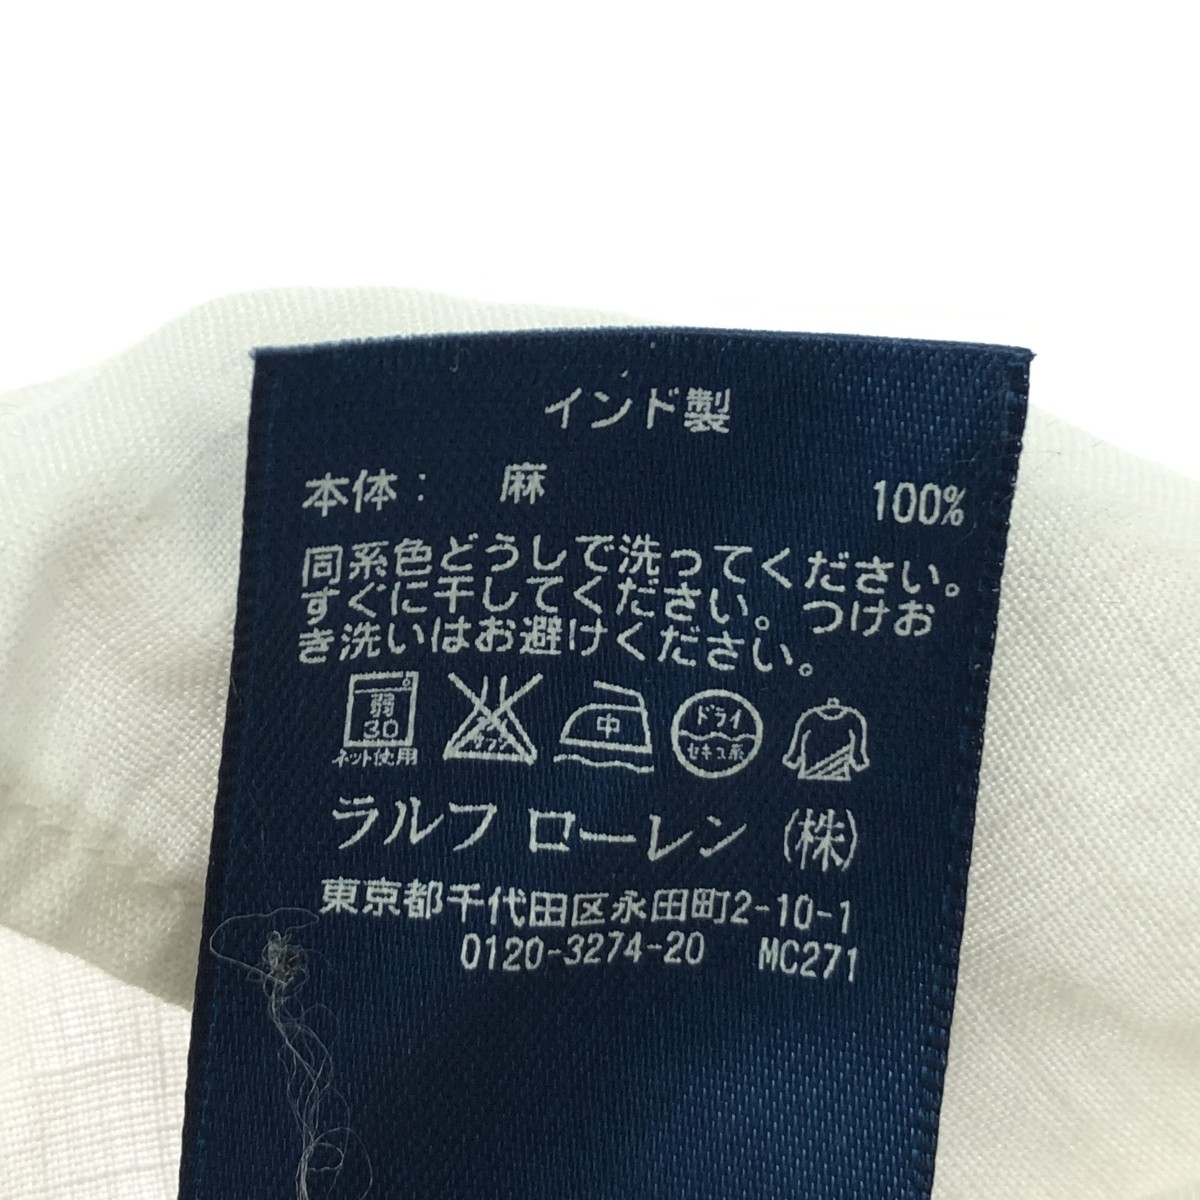 インド製
本体： 麻 100%
同系色どうしで洗ってください。
すぐに干してください。つけお
き洗いはお避けください。
弱
30
ネット使用
中
ドライ
セキユ系
ラルフ ローレン (株)
東京都千代田区永田町2-10-1
0120-3274-20 MC271